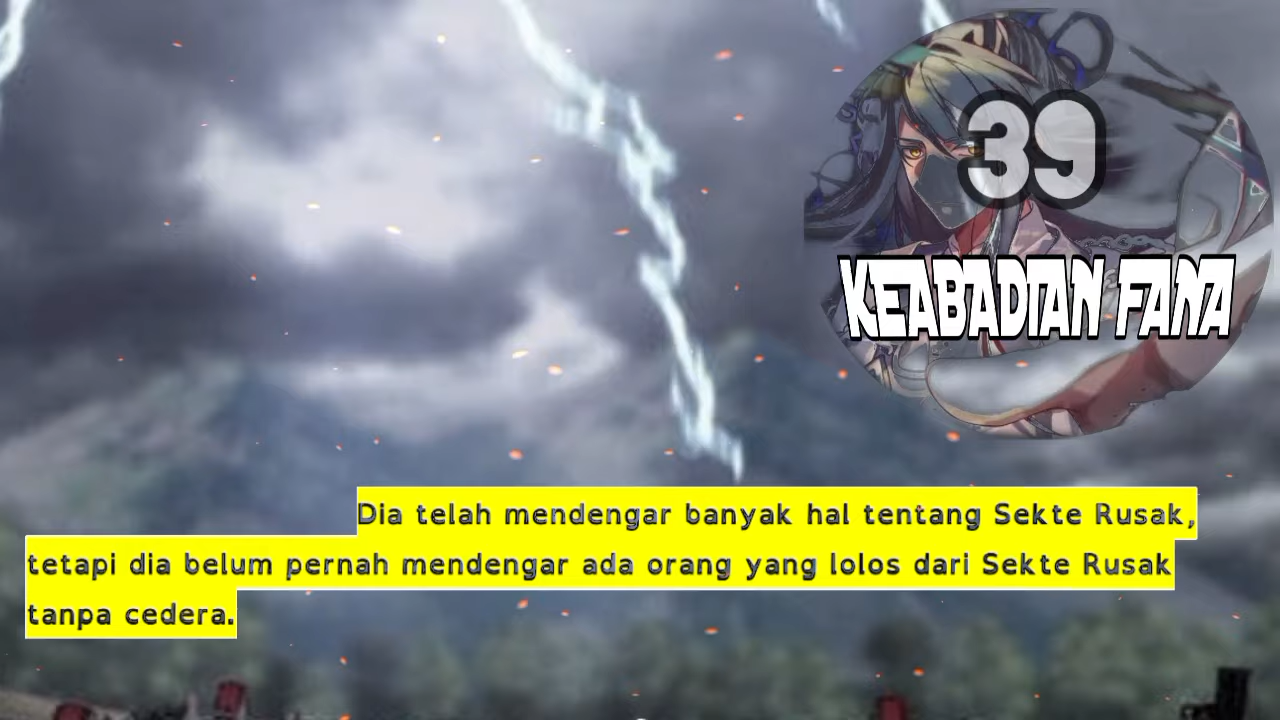 39
KEABADIAN FANA
Dia telah mendengar banyak hal tentang Sekte Rusak,
tetapi dia belum pernah mendengar ada orang yang lolos dari Sekte Rusak
tanpa cedera.